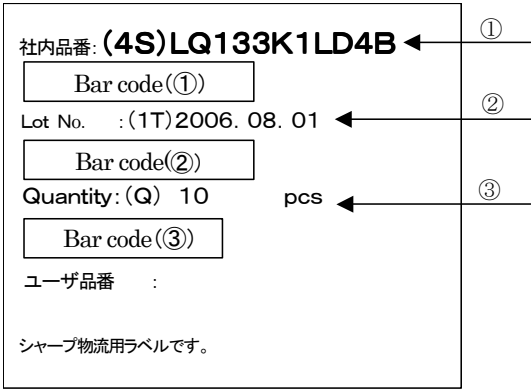 社内品番: (4S)LQ133K1LD4B ①
Bar code(①)
Lot No. :(1T)2006. 08. 01 ②
Bar code(②)
Quantity:(Q) 10 pcs ③
Bar code(③)
ユーザ品番 :
シャープ物流用ラベルです。